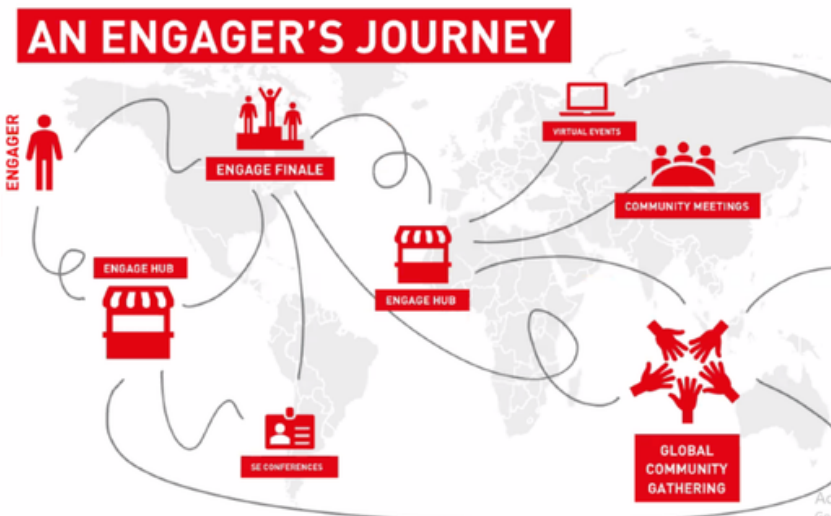 AN ENGAGER'S JOURNEY
ENGAGER
ENGAGE FINALE
VIRTUAL EVENTS
COMMUNITY MEETINGS
ENGAGE HUB
ENGAGE HUB
SE CONFERENCES
GLOBAL
COMMUNITY
GATHERING